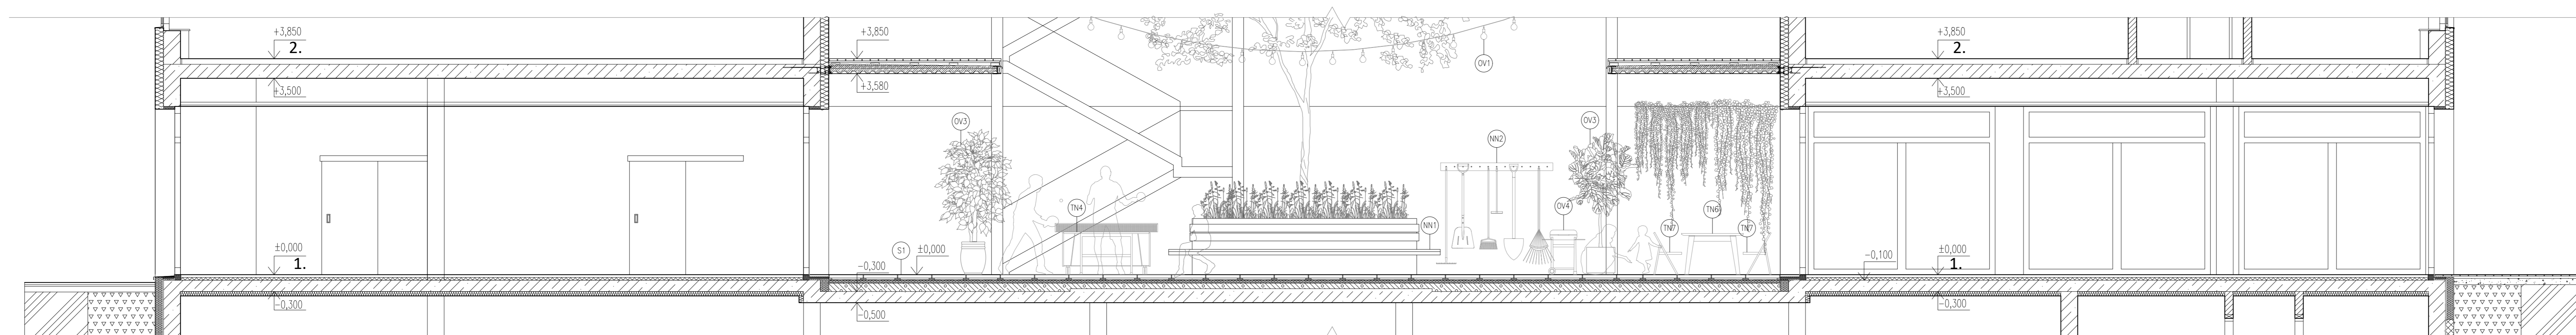 +3,850
2.
+3,850
+3,850
2.
OV1
+3,500
+3,580
+3,500
OV3
OV3
NN2
TN4
OV4
TN6
NN1
TN7
TN7
±0,000
1.
S1
±0,000
±0,000
1.
-0,300
-0,100
-0,300
-0,500
-0,300